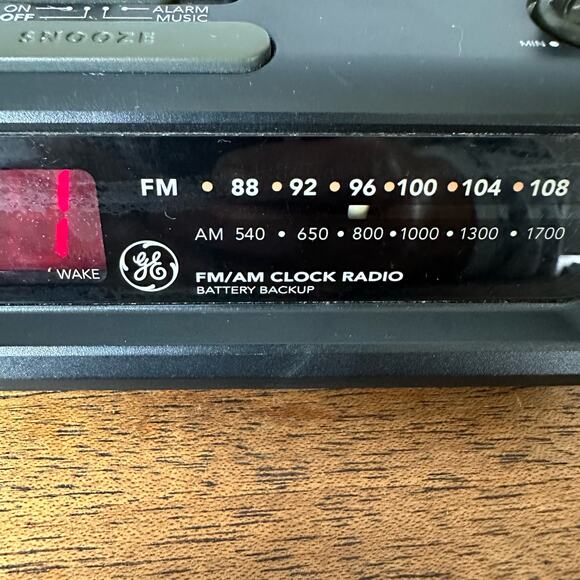 ON ALARM
OFF MUSIC
SNOOZE
MIN •
FM • 88 • 92 • 96 • 100 • 104 • 108
AM 540 • 650 • 800 • 1000 • 1300 • 1700
1
WAKE
GE
FM/AM CLOCK RADIO
BATTERY BACKUP